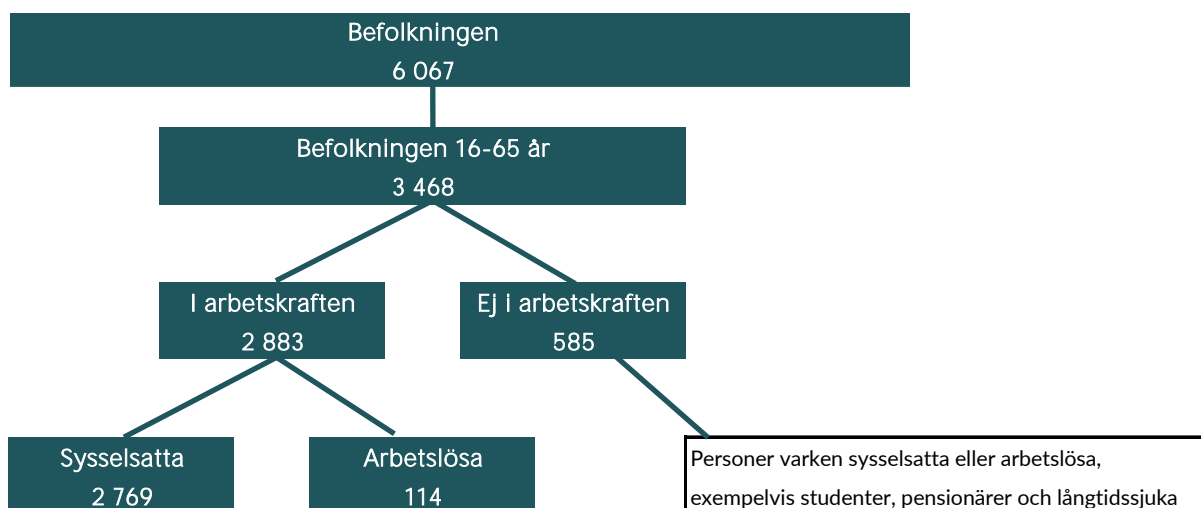 Befolkningen
6 067
Befolkningen 16-65 år
3 468
I arbetskraften
2 883
Ej i arbetskraften
585
Sysselsatta
2 769
Arbetslösa
114
Personer varken sysselsatta eller arbetslösa,
exempelvis studenter, pensionärer och långtidssjuka